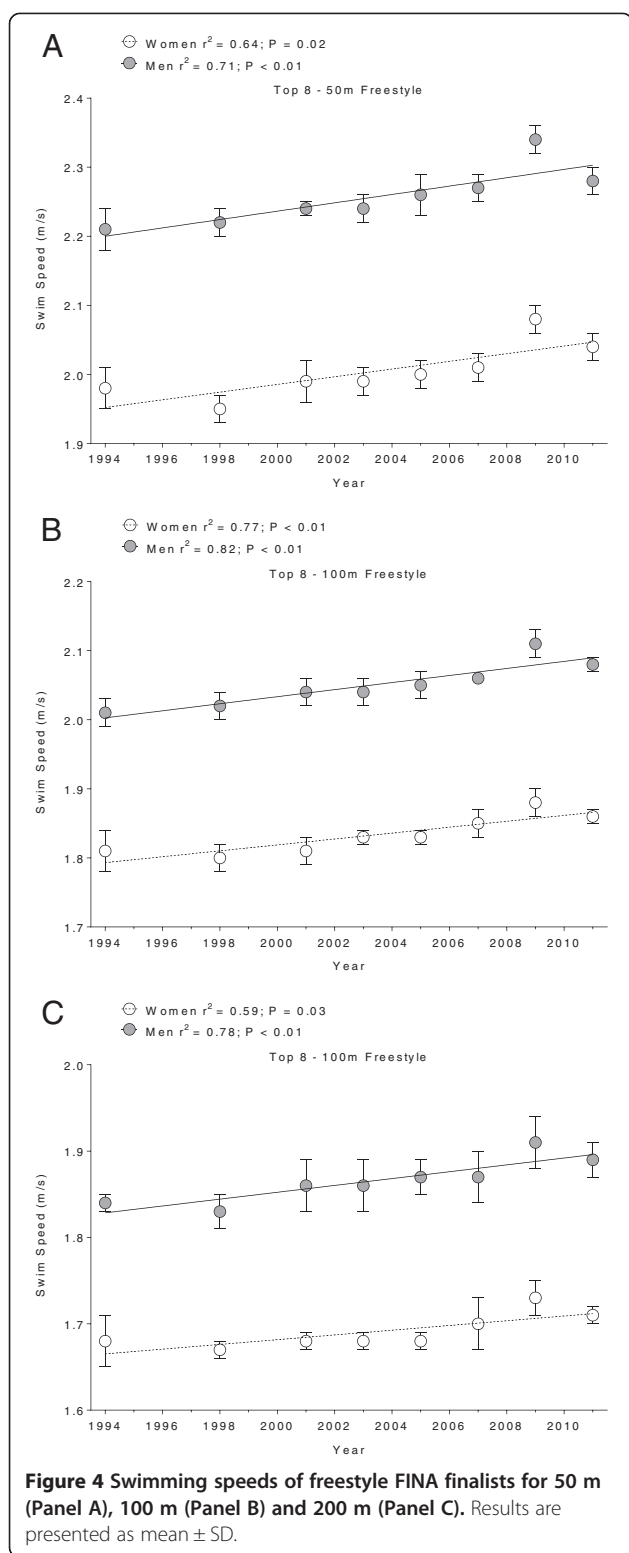 A
Women r² = 0.64; P = 0.02
Men r² = 0.71; P < 0.01
Top 8 - 50m Freestyle
2.4
2.3
2.2
2.1
2.0
1.9
Swim Speed (m/s)
1994 1996 1998 2000 2002 2004 2006 2008 2010
Year
B
Women r² = 0.77; P < 0.01
Men r² = 0.82; P < 0.01
Top 8 - 100m Freestyle
2.2
2.1
2.0
1.9
1.8
1.7
Swim Speed (m/s)
1994 1996 1998 2000 2002 2004 2006 2008 2010
Year
C
Women r² = 0.59; P = 0.03
Men r² = 0.78; P < 0.01
Top 8 - 100m Freestyle
2.0
1.9
1.8
1.7
1.6
Swim Speed (m/s)
1994 1996 1998 2000 2002 2004 2006 2008 2010
Year
Figure 4 Swimming speeds of freestyle FINA finalists for 50 m
(Panel A), 100 m (Panel B) and 200 m (Panel C). Results are
presented as mean ± SD.